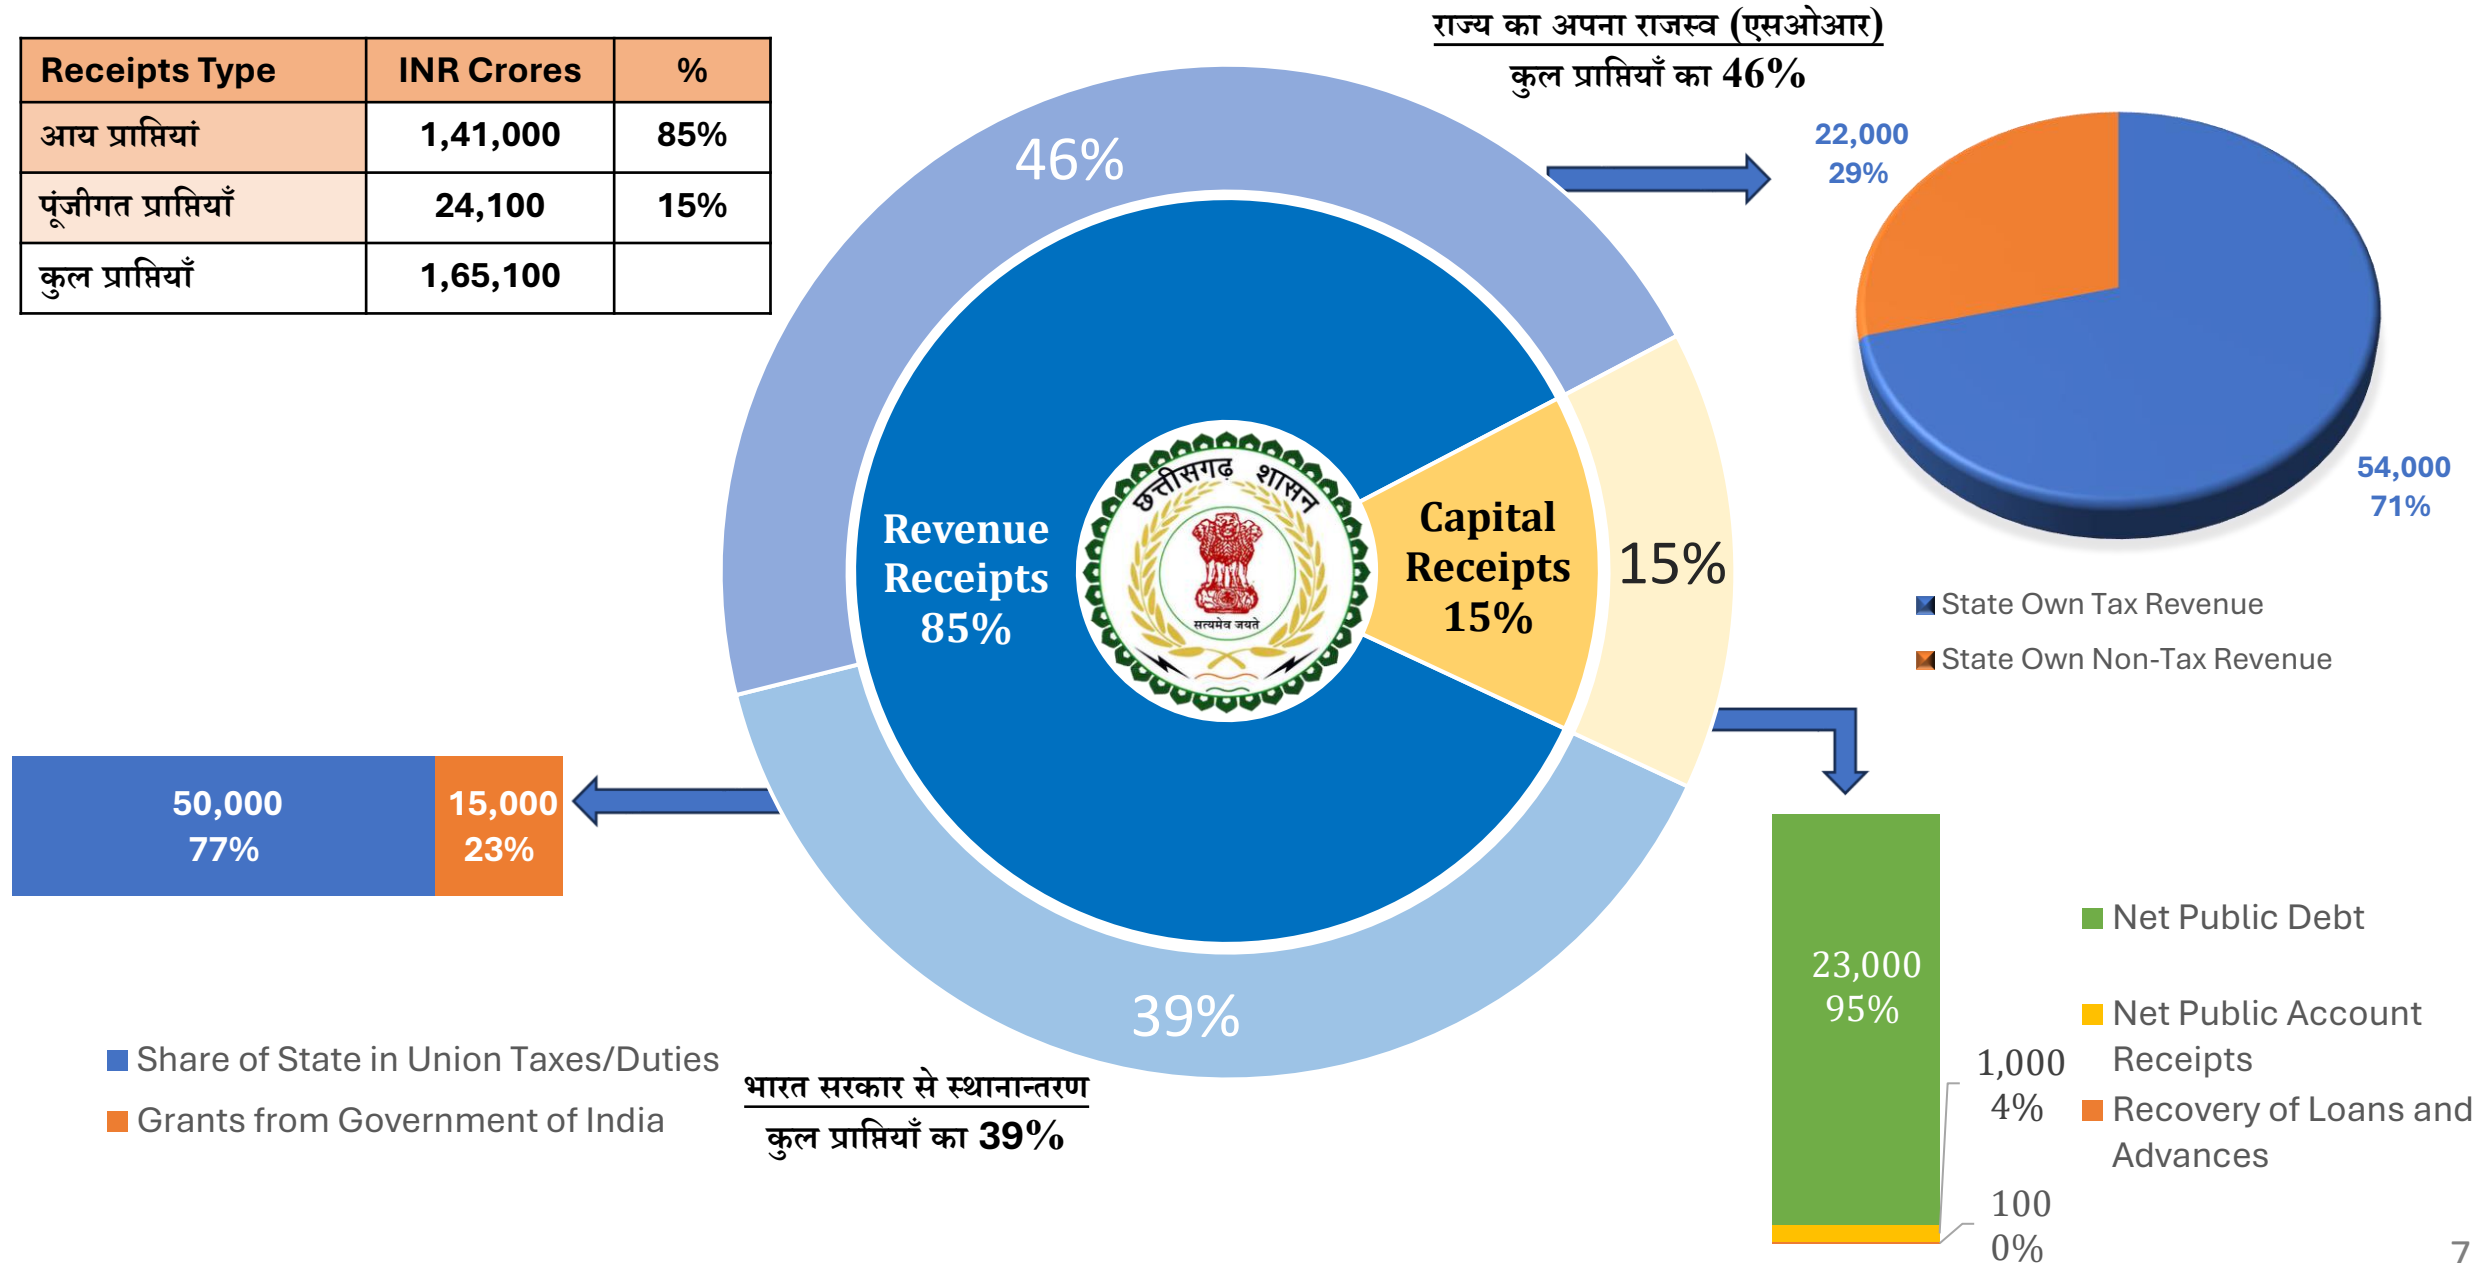 Receipts Type INR Crores %
आय प्राप्तियां 1,41,000 85%
पूंजीगत प्राप्तियाँ 24,100 15%
कुल प्राप्तियाँ 1,65,100
राज्य का अपना राजस्व (एसओआर)
कुल प्राप्तियाँ का 46%
46%
22,000
29%
54,000
71%
State Own Tax Revenue
State Own Non-Tax Revenue
छत्तीसगढ़ शासन
सत्यमेव जयते
Revenue
Receipts
85%
Capital
Receipts
15%
15%
50,000
77%
15,000
23%
Share of State in Union Taxes/Duties
Grants from Government of India
39%
भारत सरकार से स्थानान्तरण
कुल प्राप्तियाँ का 39%
23,000
95%
1,000
4%
100
0%
Net Public Debt
Net Public Account
Receipts
Recovery of Loans and
Advances
7